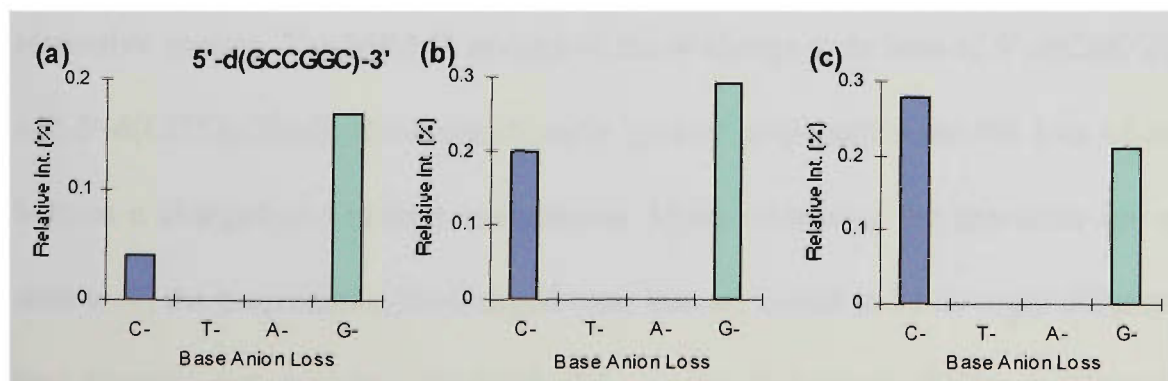 (a) 5'-d(GCCGGC)-3'
0.2
0.1
0
Relative Int. (%)
C- T- A- G-
Base Anion Loss
(b)
0.3
0.2
0.1
0
Relative Int. (%)
C- T- A- G-
Base Anion Loss
(c)
0.3
0.2
0.1
0
Relative Int. (%)
C- T- A- G-
Base Anion Loss